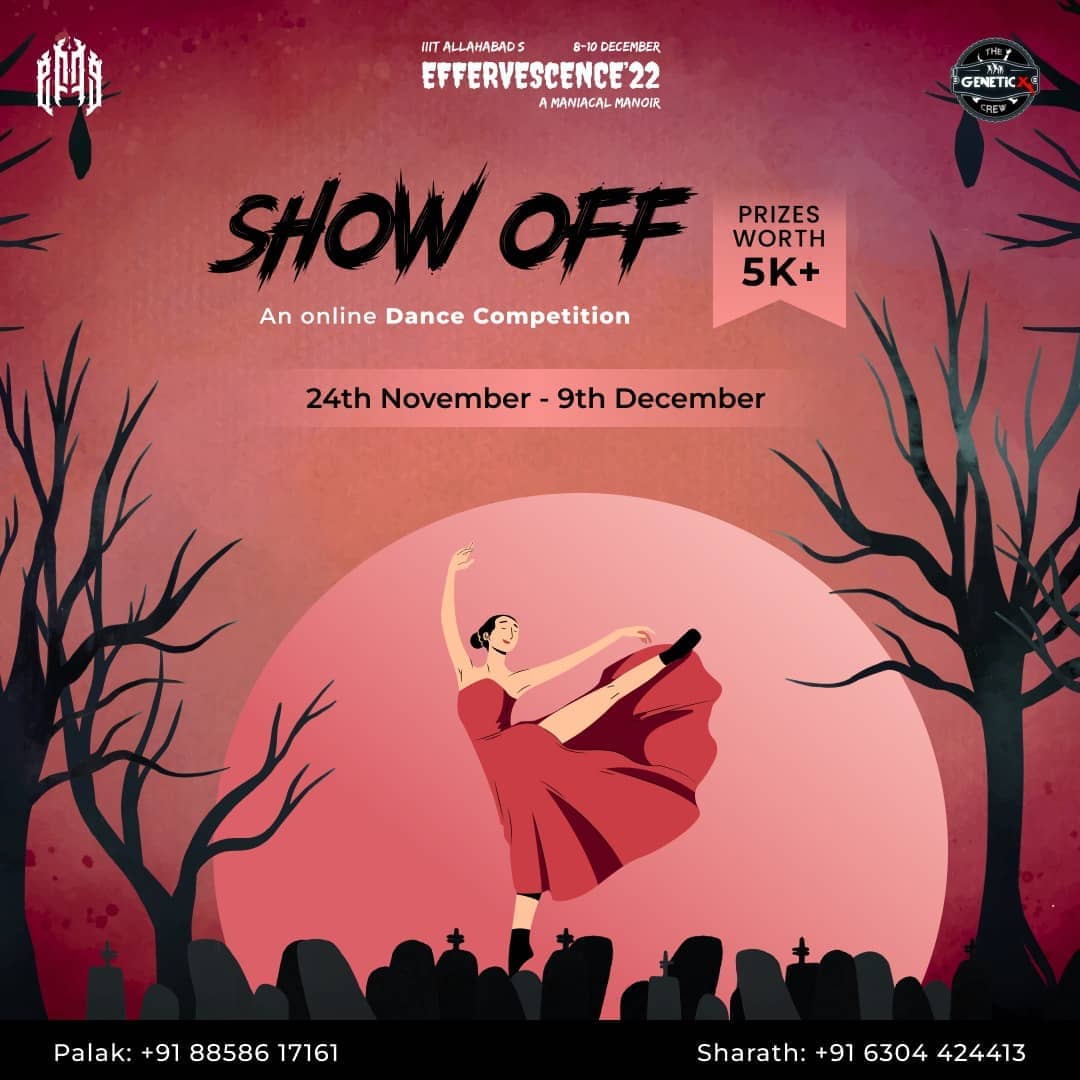 IIIT ALLAHABAD S 8-10 DECEMBER
EFFERVESCENCE'22
A MANIACAL MANOIR
THE
GENETIC X
CREW
SHOW OFF
PRIZES
WORTH
5K+
An online Dance Competition
24th November - 9th December
Palak: +91 88586 17161
Sharath: +91 6304 424413